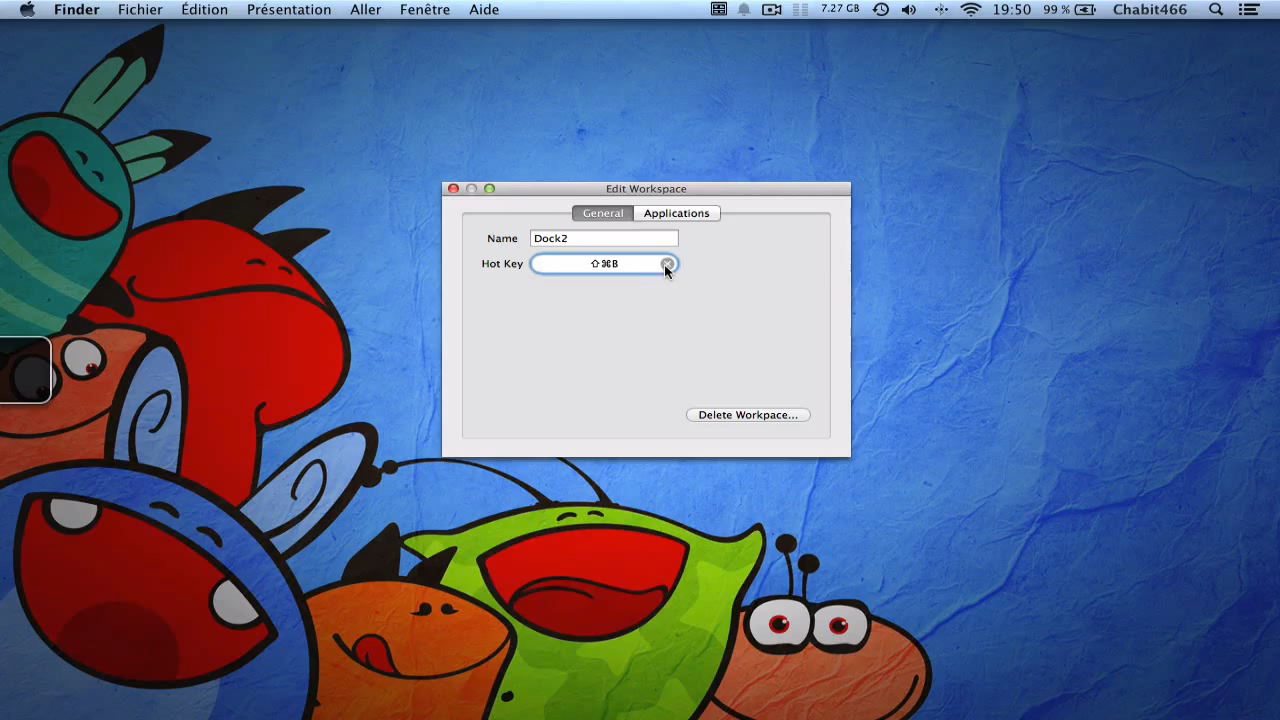 Finder Fichier Édition Présentation Aller Fenêtre Aide 7.27 GB 19:50 99 % Chabit466
Edit Workspace
General Applications
Name Dock2
Hot Key ⇧⌘B
Delete Workpace...